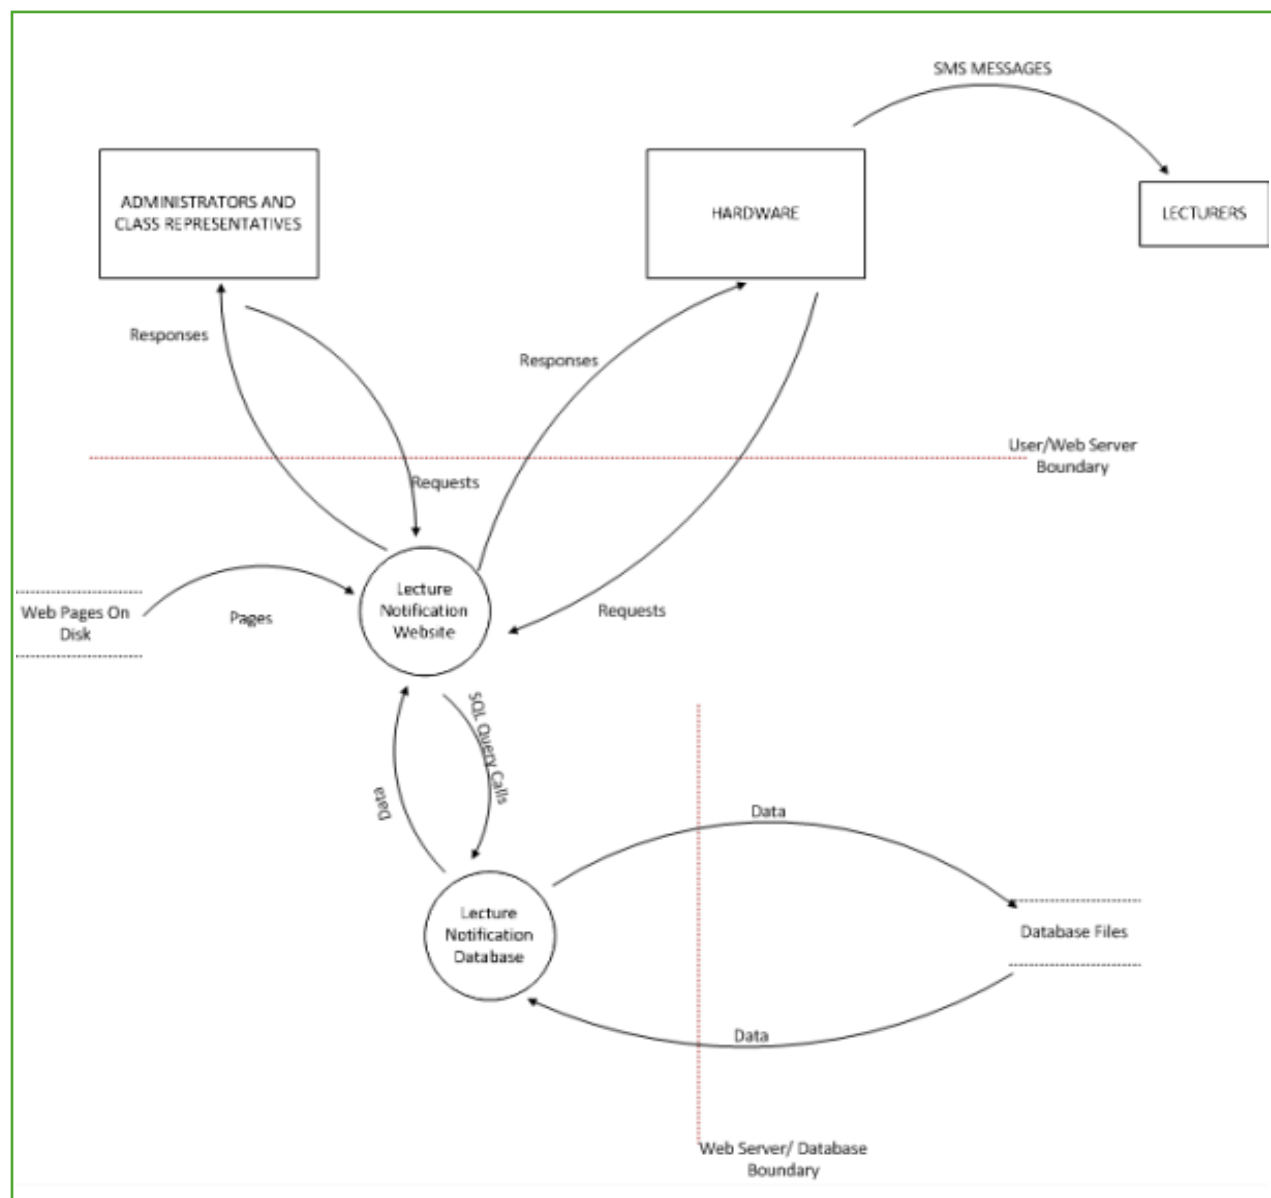 SMS MESSAGES
ADMINISTRATORS AND
CLASS REPRESENTATIVES
HARDWARE
LECTURERS
Responses
Responses
User/Web Server
Boundary
Requests
Lecture
Notification
Website
Web Pages On
Disk
Pages
Requests
SQL Query Calls
Data
Data
Lecture
Notification
Database
Database Files
Data
Web Server/ Database
Boundary